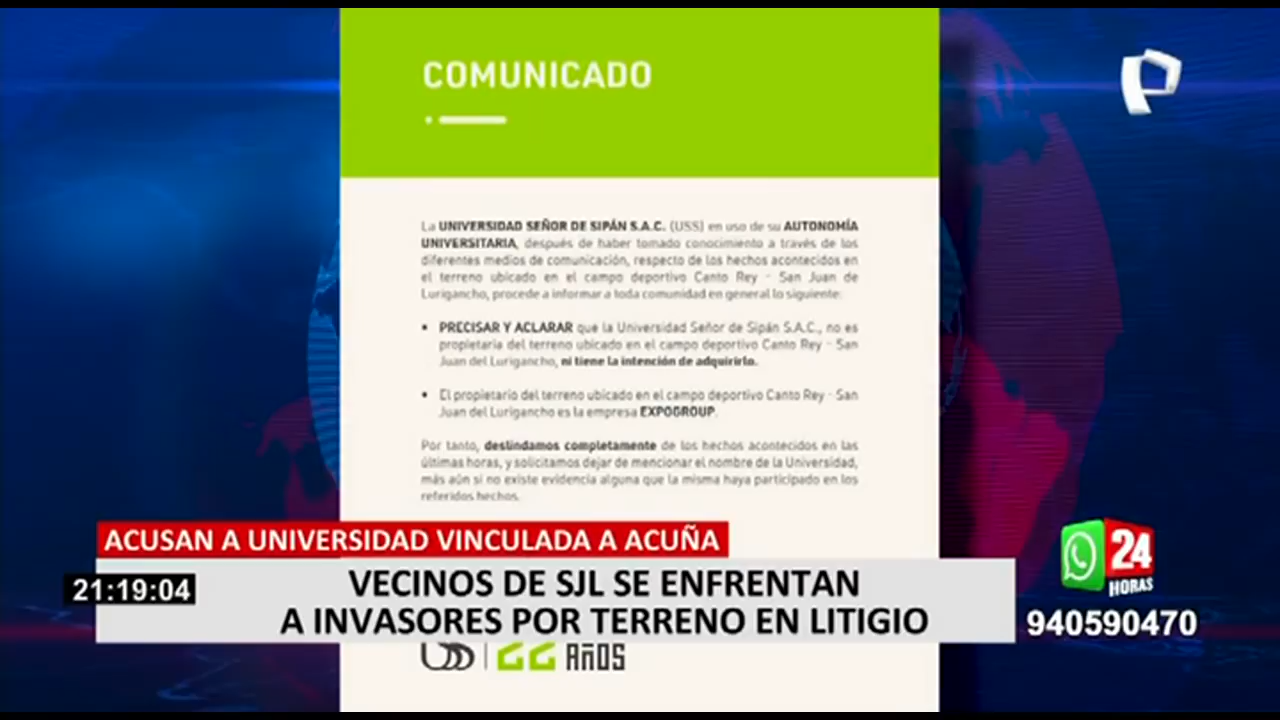 COMUNICADO
La UNIVERSIDAD SEÑOR DE SIPÁN S.A.C. (USS) en uso de su AUTONOMÍA
UNIVERSITARIA, después de haber tomado conocimiento a través de los
diferentes medios de comunicación, respecto de los hechos acontecidos en
el terreno ubicado en el campo deportivo Canto Rey - San Juan de
Lurigancho, procede a informar a toda comunidad en general lo siguiente:
• PRECISAR Y ACLARAR que la Universidad Señor de Sipán S.A.C., no es
propietaria del terreno ubicado en el campo deportivo Canto Rey - San
Juan del Lurigancho, ni tiene la intención de adquirirlo.
• El propietario del terreno ubicado en el campo deportivo Canto Rey - San
Juan del Lurigancho es la empresa EXPOGROUP.
Por tanto, deslindamos completamente de los hechos acontecidos en las
últimas horas, y solicitamos dejar de mencionar el nombre de la Universidad,
más aún si no existe evidencia alguna que la misma haya participado en los
referidos hechos.
ACUSAN A UNIVERSIDAD VINCULADA A ACUÑA
21:19:04
VECINOS DE SJL SE ENFRENTAN
A INVASORES POR TERRENO EN LITIGIO
24
HORAS
940590470
USS 22 AÑOS